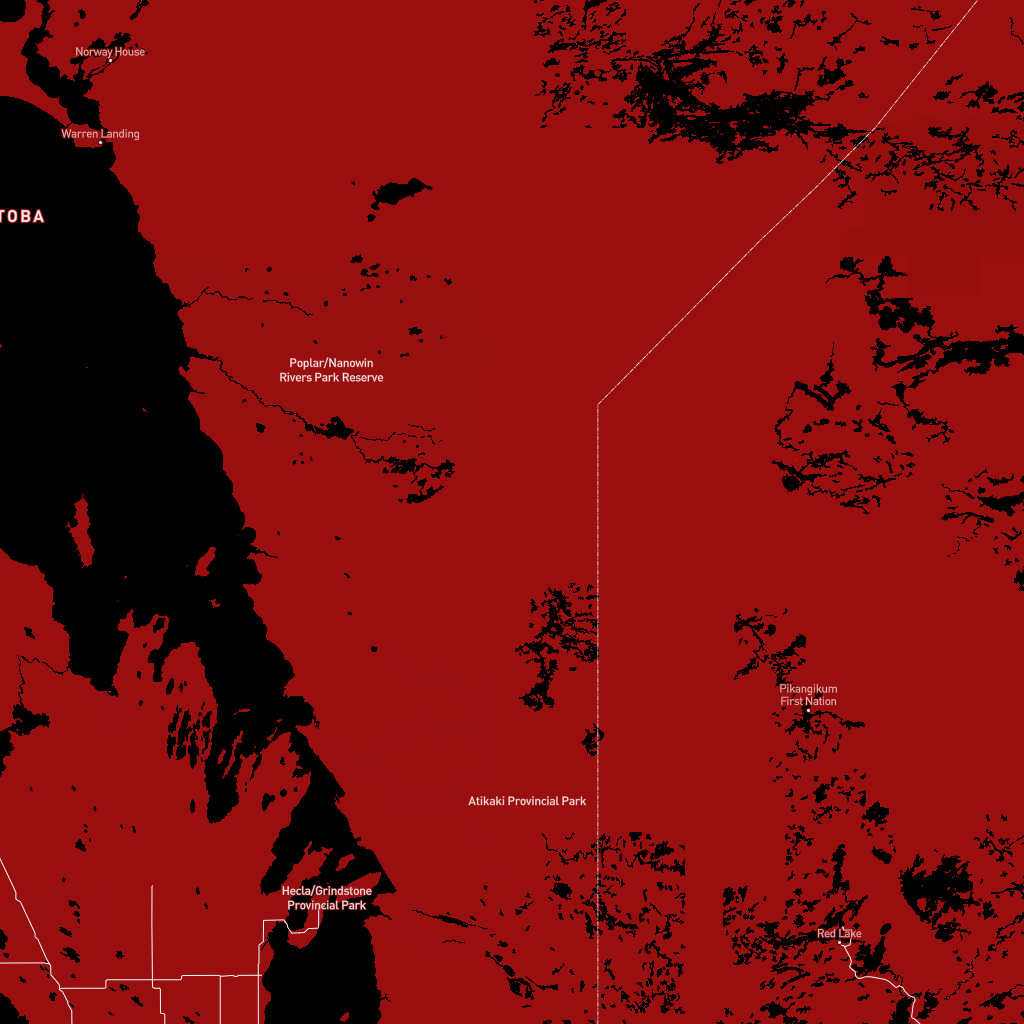 Norway House
Warren Landing
TOBA
Poplar/Nanowin
Rivers Park Reserve
Pikangikum
First Nation
Atikaki Provincial Park
Hecla/Grindstone
Provincial Park
Red Lake